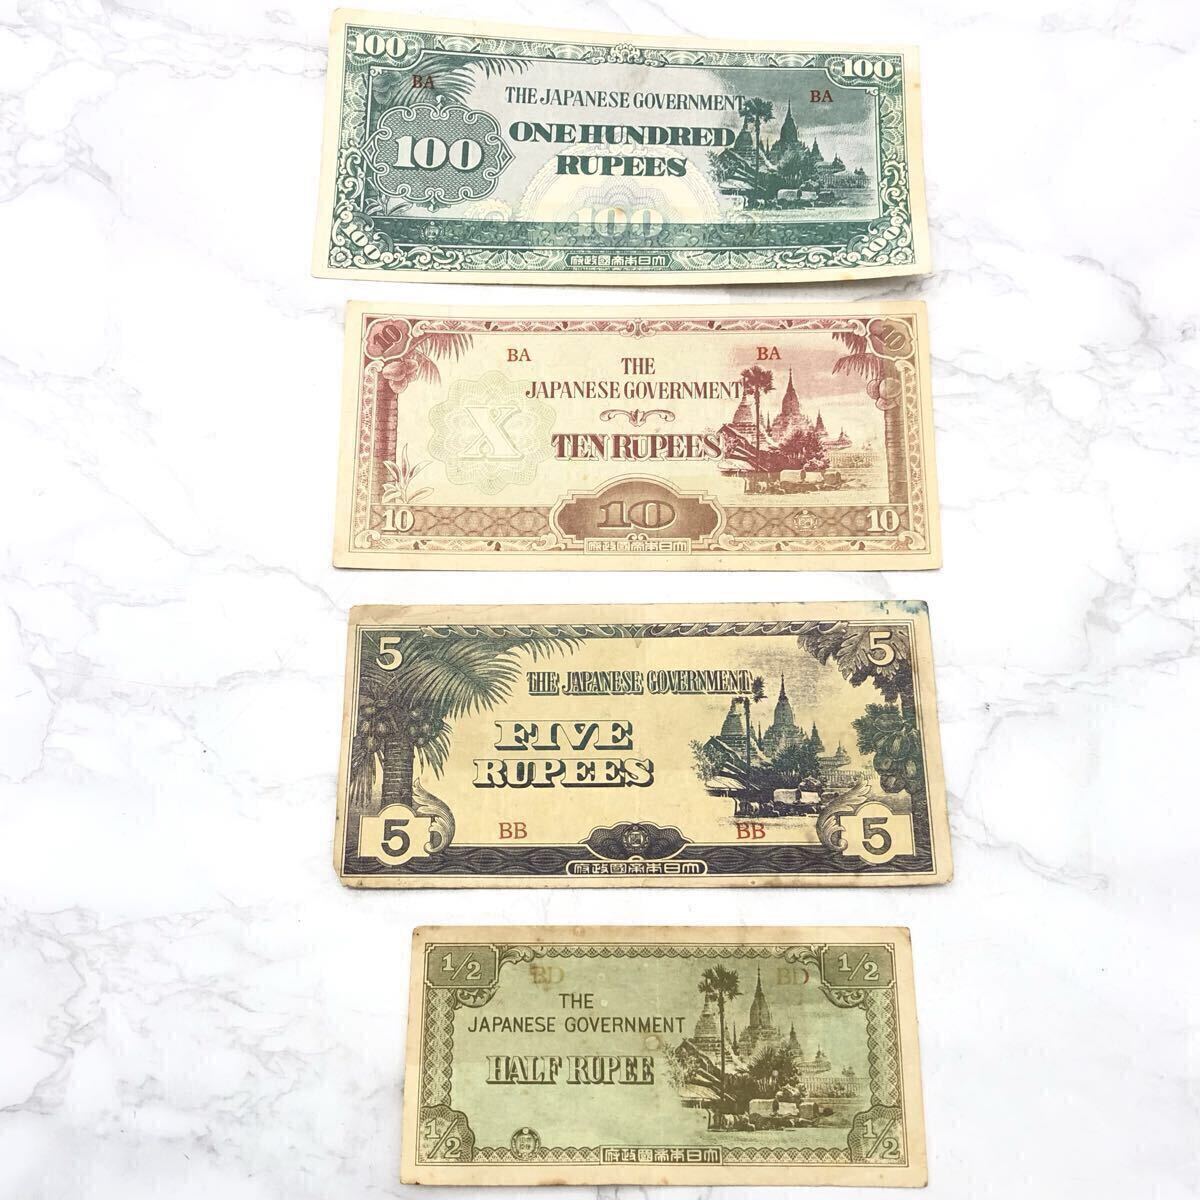 100
100
BA
BA
THE JAPANESE GOVERNMENT
ONE HUNDRED
RUPEES
100
100
100
100
府政國帝本日大
10
10
BA
BA
THE
JAPANESE GOVERNMENT
X
TEN RUPEES
10
10
10
府政國帝本日大
5
5
THE JAPANESE GOVERNMENT
FIVE
RUPEES
BB
BB
5
5
府政國帝本日大
1/2
1/2
BD
BD
THE
JAPANESE GOVERNMENT
HALF RUPEE
1/2
1/2
府政國帝本日大